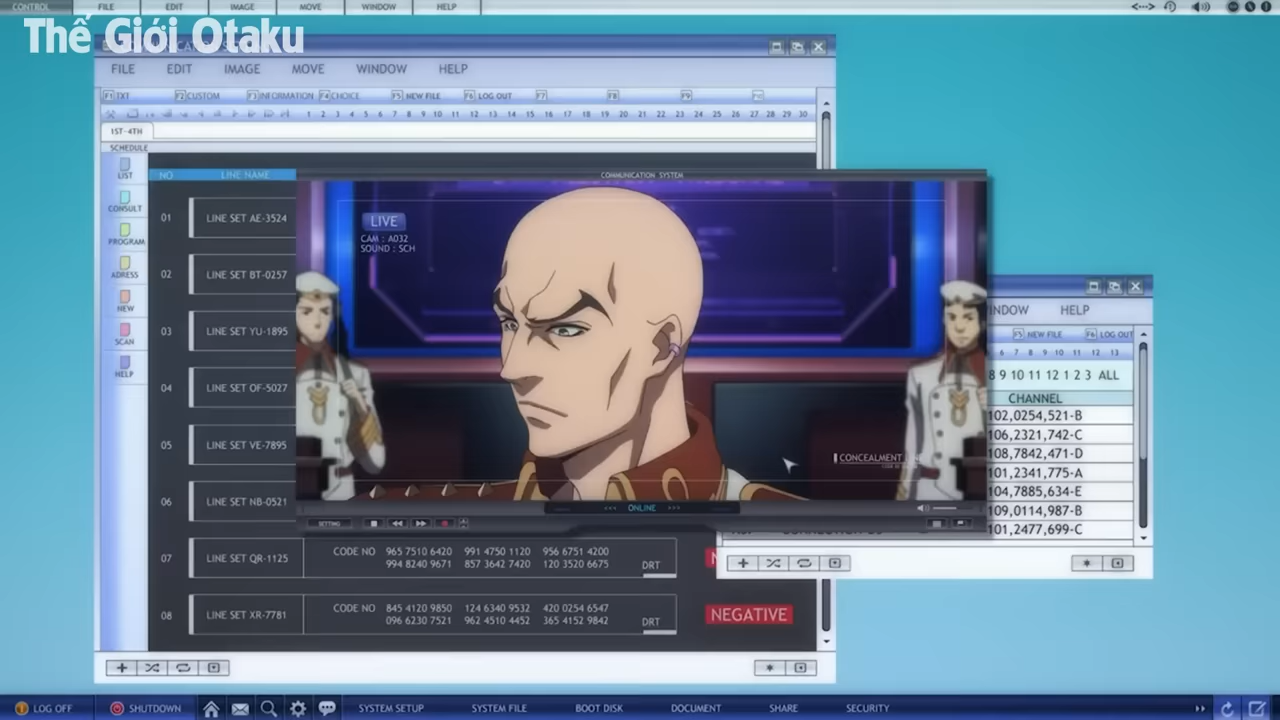 CONTROL FILE EDIT IMAGE MOVE WINDOW HELP
Thế Giới Otaku
FILE EDIT IMAGE MOVE WINDOW HELP
F1 TXT F2 CUSTOM F3 INFORMATION F4 CHOICE F5 NEW FILE F6 LOG OUT F7 F8 F9
1 2 3 4 5 6 7 8 9 10 11 12 13 14 15 16 17 18 19 20 21 22 23 24 25 26 27 28 29 30
1ST-4TH
SCHEDULE
LIST
CONSULT
PROGRAM
ADRESS
NEW
SCAN
HELP
NO LINE NAME
01 LINE SET AE-3524
02 LINE SET BT-0257
03 LINE SET YU-1895
04 LINE SET OF-5027
05 LINE SET VE-7895
06 LINE SET NB-0521
07 LINE SET QR-1125 CODE NO 965 7510 6420 991 4750 1120 956 6751 4200
994 8240 9671 857 3642 7420 120 3520 6675 DRT
08 LINE SET XR-7781 CODE NO 845 4120 9850 124 6340 9532 420 0254 6547
096 6230 7521 962 4510 4452 365 4152 9842 DRT
NEGATIVE
COMMUNICATION SYSTEM
LIVE
CAM : A032
SOUND : SCH
CONCEALMENT
<<< ONLINE >>>
SETTING
NDOW HELP
F5 NEW FILE F6 LOG OUT
6 7 8 9 10 11 12 13
8 9 10 11 12 1 2 3 ALL
CHANNEL
102,0254,521-B
106,2321,742-C
108,7842,471-D
101,2341,775-A
104,7885,634-E
109,0114,987-B
101,2477,699-C
LOG OFF SHUTDOWN SYSTEM SETUP SYSTEM FILE BOOT DISK DOCUMENT SHARE SECURITY